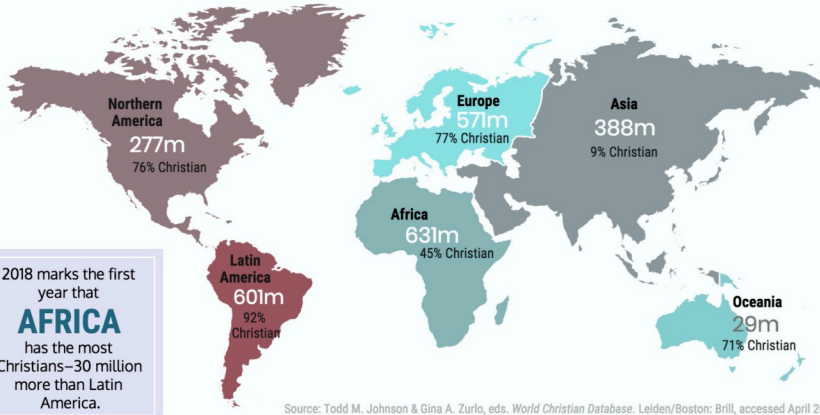 Northern
America
277m
76% Christian
Europe
571m
77% Christian
Asia
388m
9% Christian
Africa
631m
45% Christian
Latin
America
601m
92%
Christian
Oceania
29m
71% Christian
2018 marks the first
year that
AFRICA
has the most
Christians–30 million
more than Latin
America.
Source: Todd M. Johnson & Gina A. Zurlo, eds. World Christian Database. Leiden/Boston: Brill, accessed April